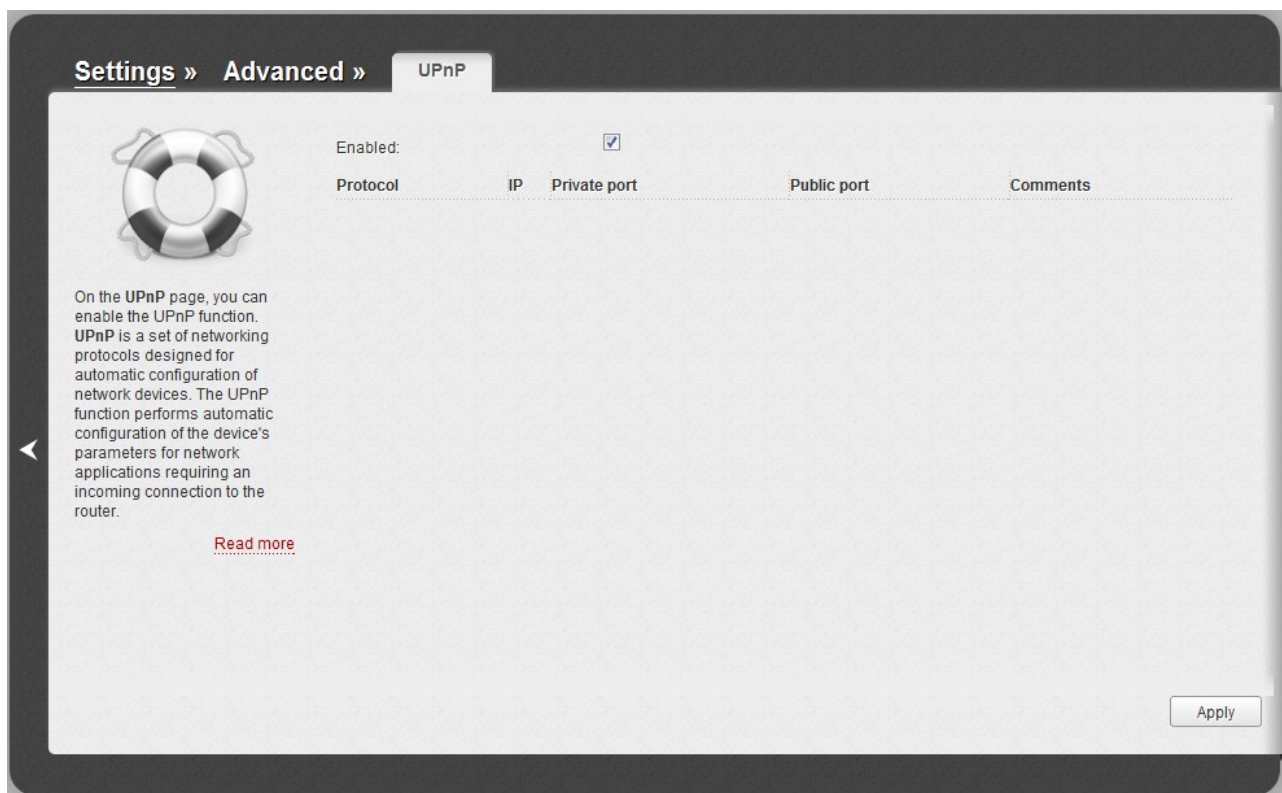 Settings » Advanced » UPnP
Enabled:
Protocol IP Private port Public port Comments
On the UPnP page, you can
enable the UPnP function.
UPnP is a set of networking
protocols designed for
automatic configuration of
network devices. The UPnP
function performs automatic
configuration of the device's
parameters for network
applications requiring an
incoming connection to the
router.
Read more
Apply